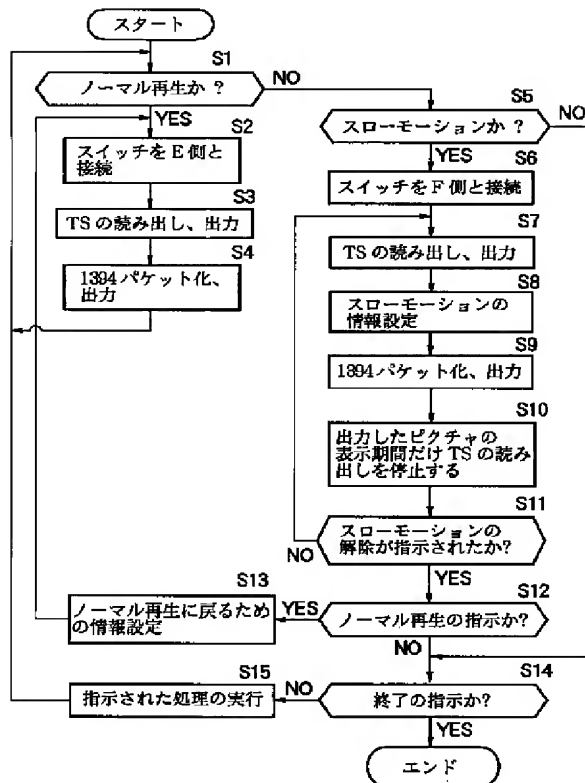 スタート
S1
ノーマル再生か ?
NO
YES
S2
スイッチをE側と
接続
S3
TSの読み出し、出力
S4
1394パケット化、
出力
S5
スローモーションか ?
NO
YES
S6
スイッチをF側と接続
S7
TSの読み出し、出力
S8
スローモーションの
情報設定
S9
1394パケット化、出力
S10
出力したピクチャの
表示期間だけTSの読み
出しを停止する
S11
スローモーションの
解除が指示されたか?
NO
YES
S12
ノーマル再生の指示か?
YES
NO
S13
ノーマル再生に戻るため
の情報設定
S14
終了の指示か?
NO
YES
S15
指示された処理の実行
エンド